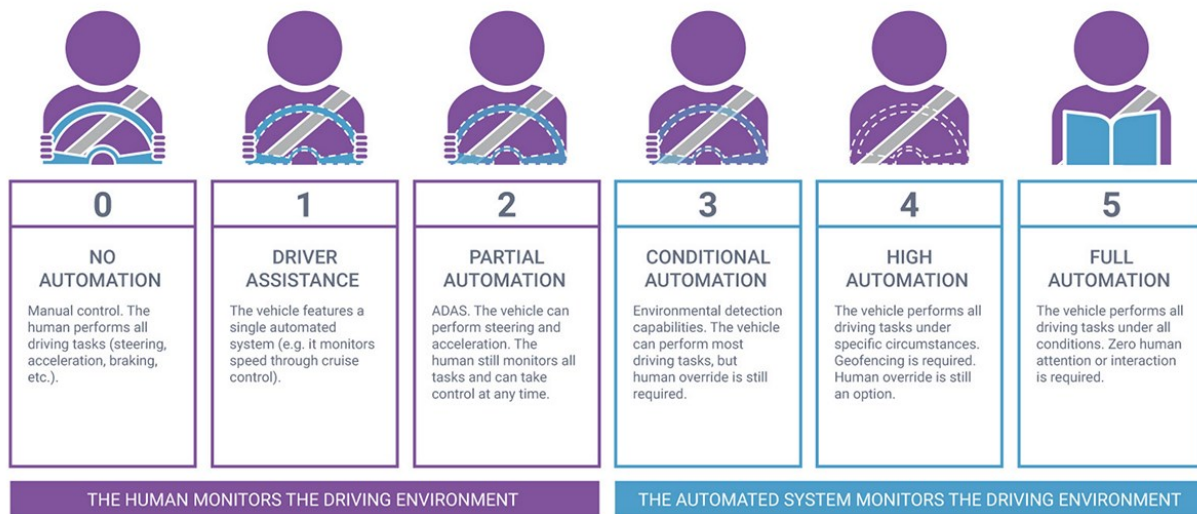 0
NO
AUTOMATION
Manual control. The
human performs all
driving tasks (steering,
acceleration, braking,
etc.).
1
DRIVER
ASSISTANCE
The vehicle features a
single automated
system (e.g. it monitors
speed through cruise
control).
2
PARTIAL
AUTOMATION
ADAS. The vehicle can
perform steering and
acceleration. The
human still monitors all
tasks and can take
control at any time.
3
CONDITIONAL
AUTOMATION
Environmental detection
capabilities. The vehicle
can perform most
driving tasks, but
human override is still
required.
4
HIGH
AUTOMATION
The vehicle performs all
driving tasks under
specific circumstances.
Geofencing is required.
Human override is still
an option.
5
FULL
AUTOMATION
The vehicle performs all
driving tasks under all
conditions. Zero human
attention or interaction
is required.
THE HUMAN MONITORS THE DRIVING ENVIRONMENT
THE AUTOMATED SYSTEM MONITORS THE DRIVING ENVIRONMENT